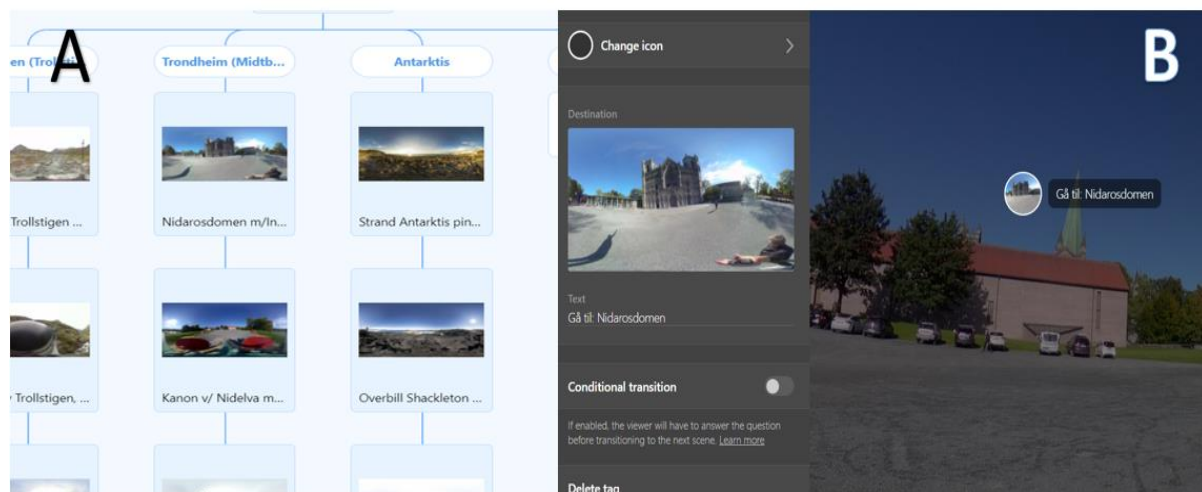 A
en (Trollsti
Trondheim (Midtb...
Antarktis
Trollstigen ...
Nidarosdomen m/In...
Strand Antarktis pin...
Trollstigen, ...
Kanon v/ Nidelva m...
Overbill Shackleton ...
Change icon
Destination
Text
Gå til: Nidarosdomen
Conditional transition
If enabled, the viewer will have to answer the question
before transitioning to the next scene. Learn more
Delete tag
B
Gå til: Nidarosdomen